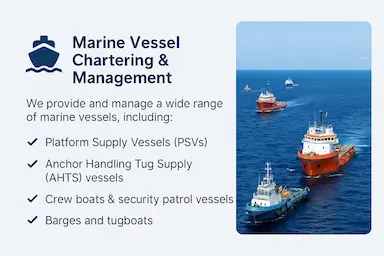 Marine Vessel
Chartering &
Management
We provide and manage a wide range
of marine vessels, including:
Platform Supply Vessels (PSVs)
Anchor Handling Tug Supply
(AHTS) vessels
Crew boats & security patrol vessels
Barges and tugboats